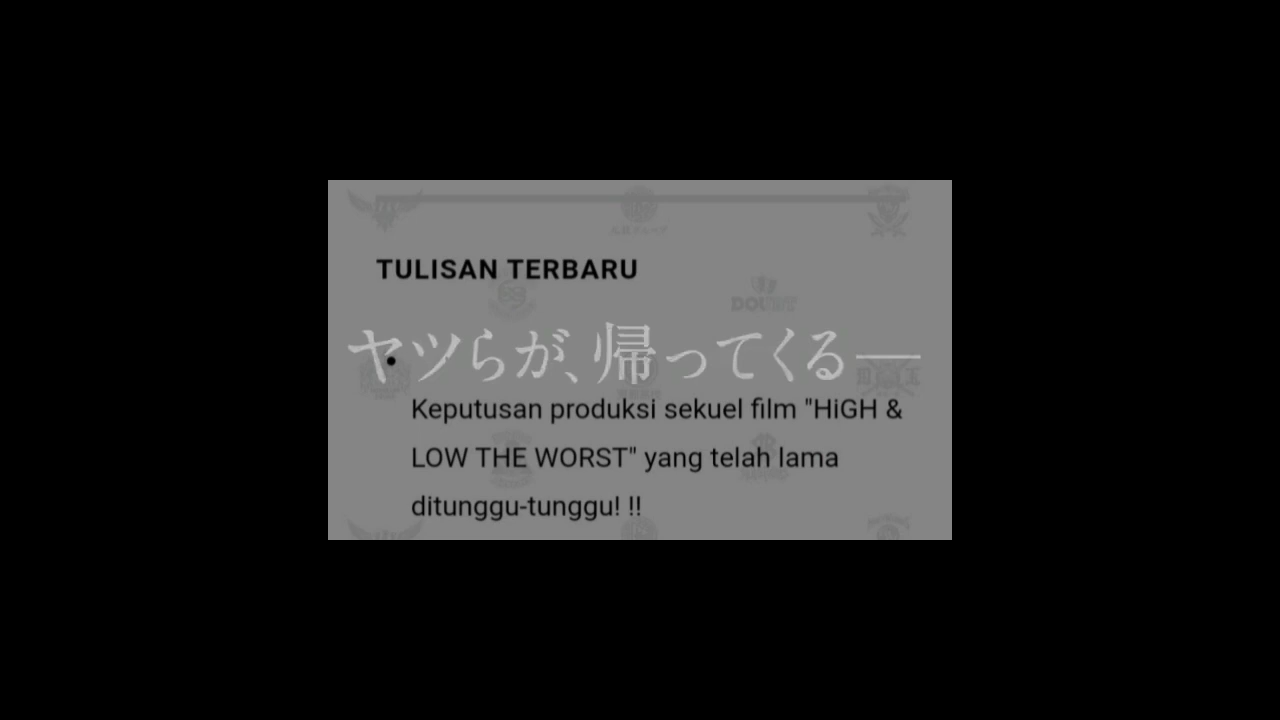 TULISAN TERBARU
ヤツらが、帰ってくる―
Keputusan produksi sekuel film "HiGH &
LOW THE WORST" yang telah lama
ditunggu-tunggu! !!